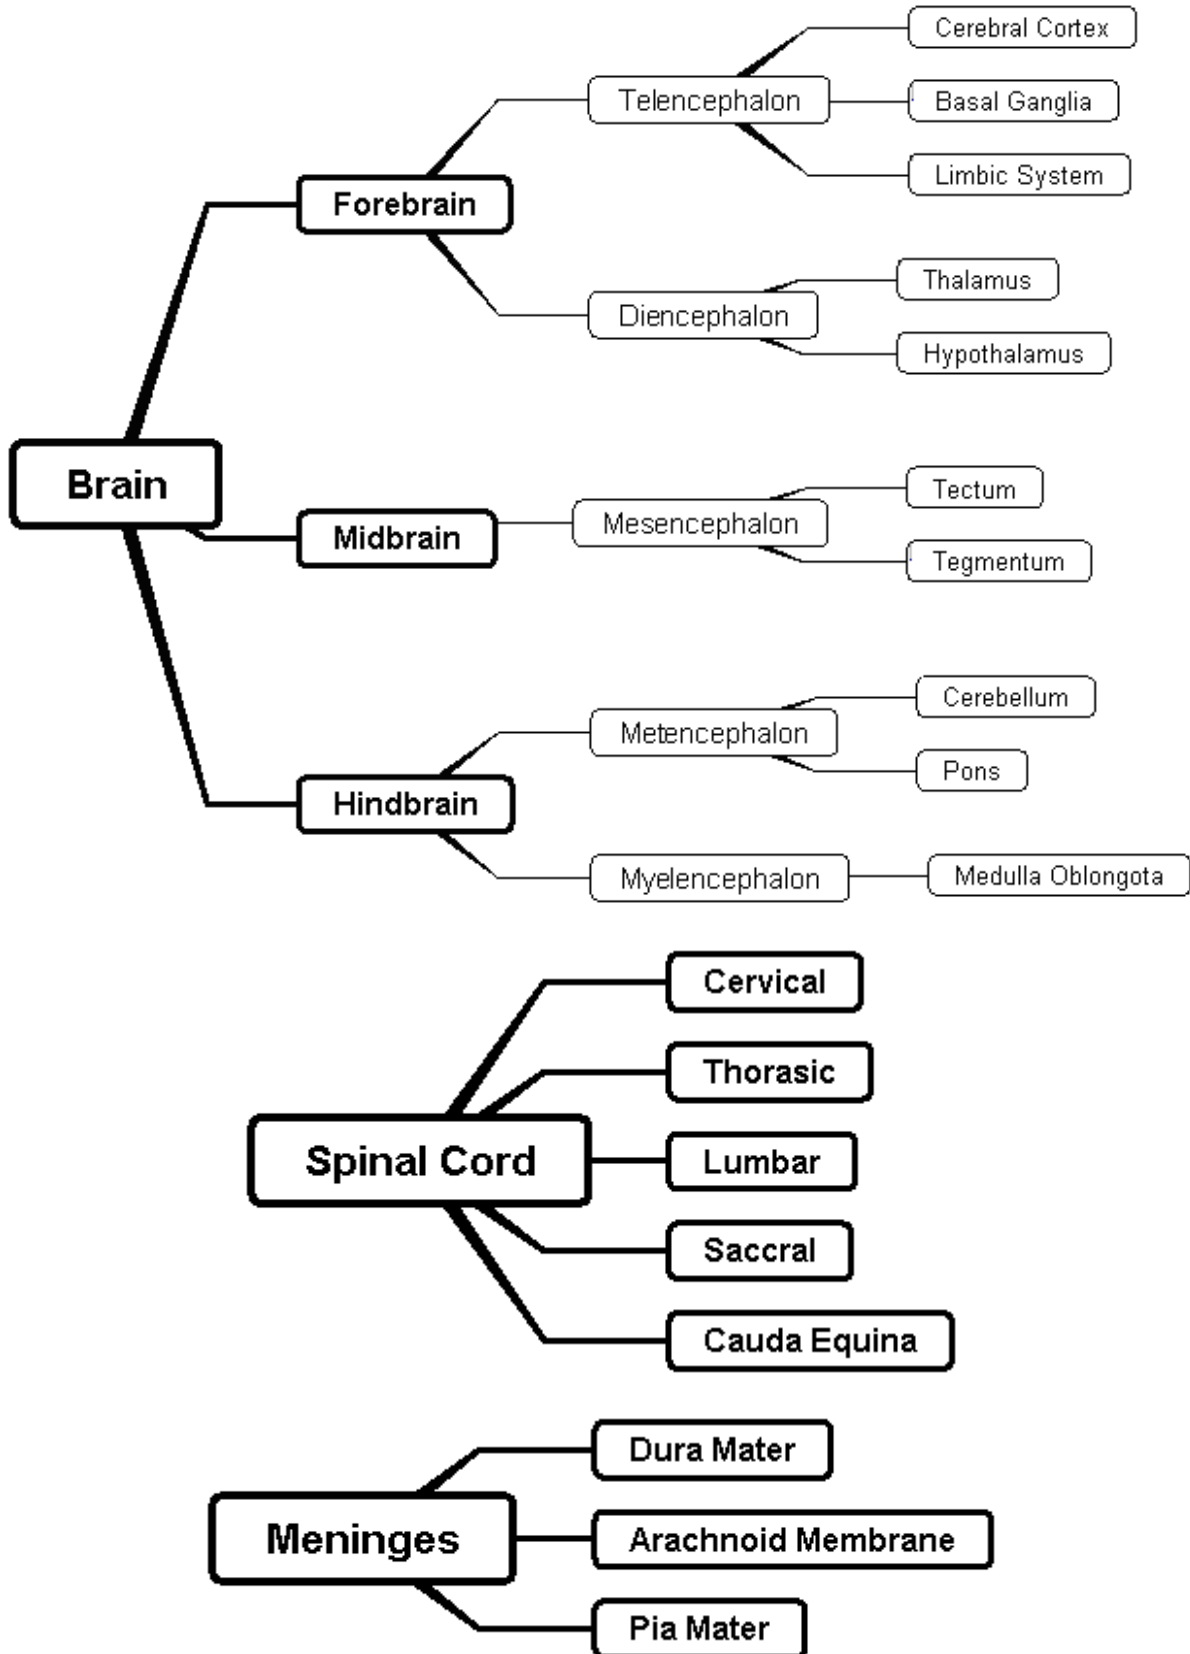 Cerebral Cortex
Telencephalon
Basal Ganglia
Limbic System
Forebrain
Thalamus
Diencephalon
Hypothalamus
Brain
Tectum
Midbrain
Mesencephalon
Tegmentum
Cerebellum
Metencephalon
Pons
Hindbrain
Myelencephalon
Medulla Oblongota
Cervical
Thorasic
Spinal Cord
Lumbar
Saccral
Cauda Equina
Dura Mater
Meninges
Arachnoid Membrane
Pia Mater